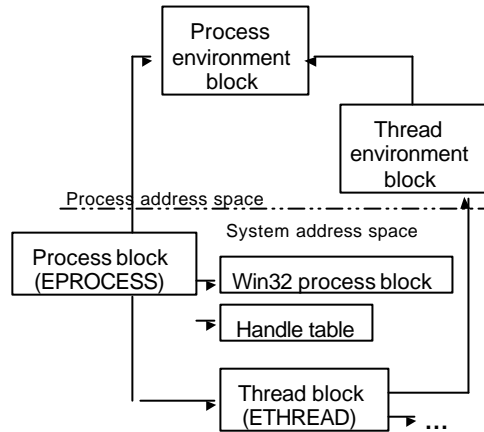 Process
environment
block
Thread
environment
block
Process address space
System address space
Process block
(EPROCESS)
Win32 process block
Handle table
Thread block
(ETHREAD)
...